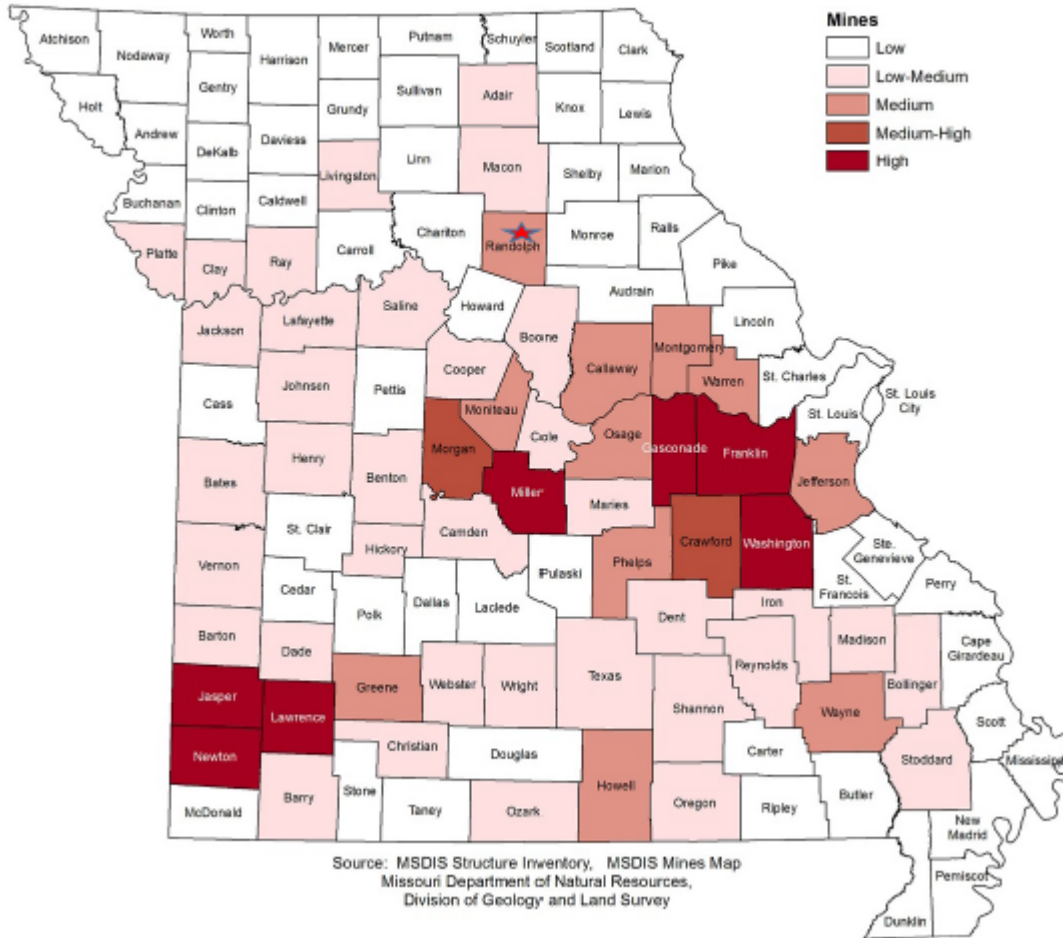 Mines
Low
Low-Medium
Medium
Medium-High
High
Atchison
Nodaway
Worth
Harrison
Mercer
Putnam
Schuyler
Scotland
Clark
Holt
Gentry
Sullivan
Adair
Knox
Lewis
Andrew
DeKalb
Daviess
Grundy
Livingston
Linn
Macon
Shelby
Marion
Buchanan
Clinton
Caldwell
Carroll
Chariton
Randolph
Monroe
Ralls
Pike
Platte
Clay
Ray
Saline
Howard
Audrain
Lincoln
Jackson
Lafayette
Boone
Callaway
Montgomery
Warren
St. Charles
St. Louis
St. Louis
City
Cass
Johnson
Pettis
Cooper
Moniteau
Morgan
Cole
Osage
Gasconade
Franklin
Jefferson
Bates
Henry
Benton
Miller
Maries
St. Clair
Camden
Crawford
Washington
Ste.
Genevieve
Vernon
Hickory
Pulaski
Phelps
St.
Francois
Perry
Cedar
Polk
Dallas
Laclede
Dent
Iron
Madison
Cape
Girardeau
Barton
Dade
Greene
Webster
Wright
Texas
Reynolds
Bollinger
Jasper
Lawrence
Shannon
Wayne
Scott
Newton
Christian
Douglas
Carter
Stoddard
Mississippi
McDonald
Barry
Stone
Taney
Ozark
Howell
Oregon
Ripley
Butler
New
Madrid
Pemiscot
Dunklin
Source: MSDIS Structure Inventory, MSDIS Mines Map
Missouri Department of Natural Resources,
Division of Geology and Land Survey